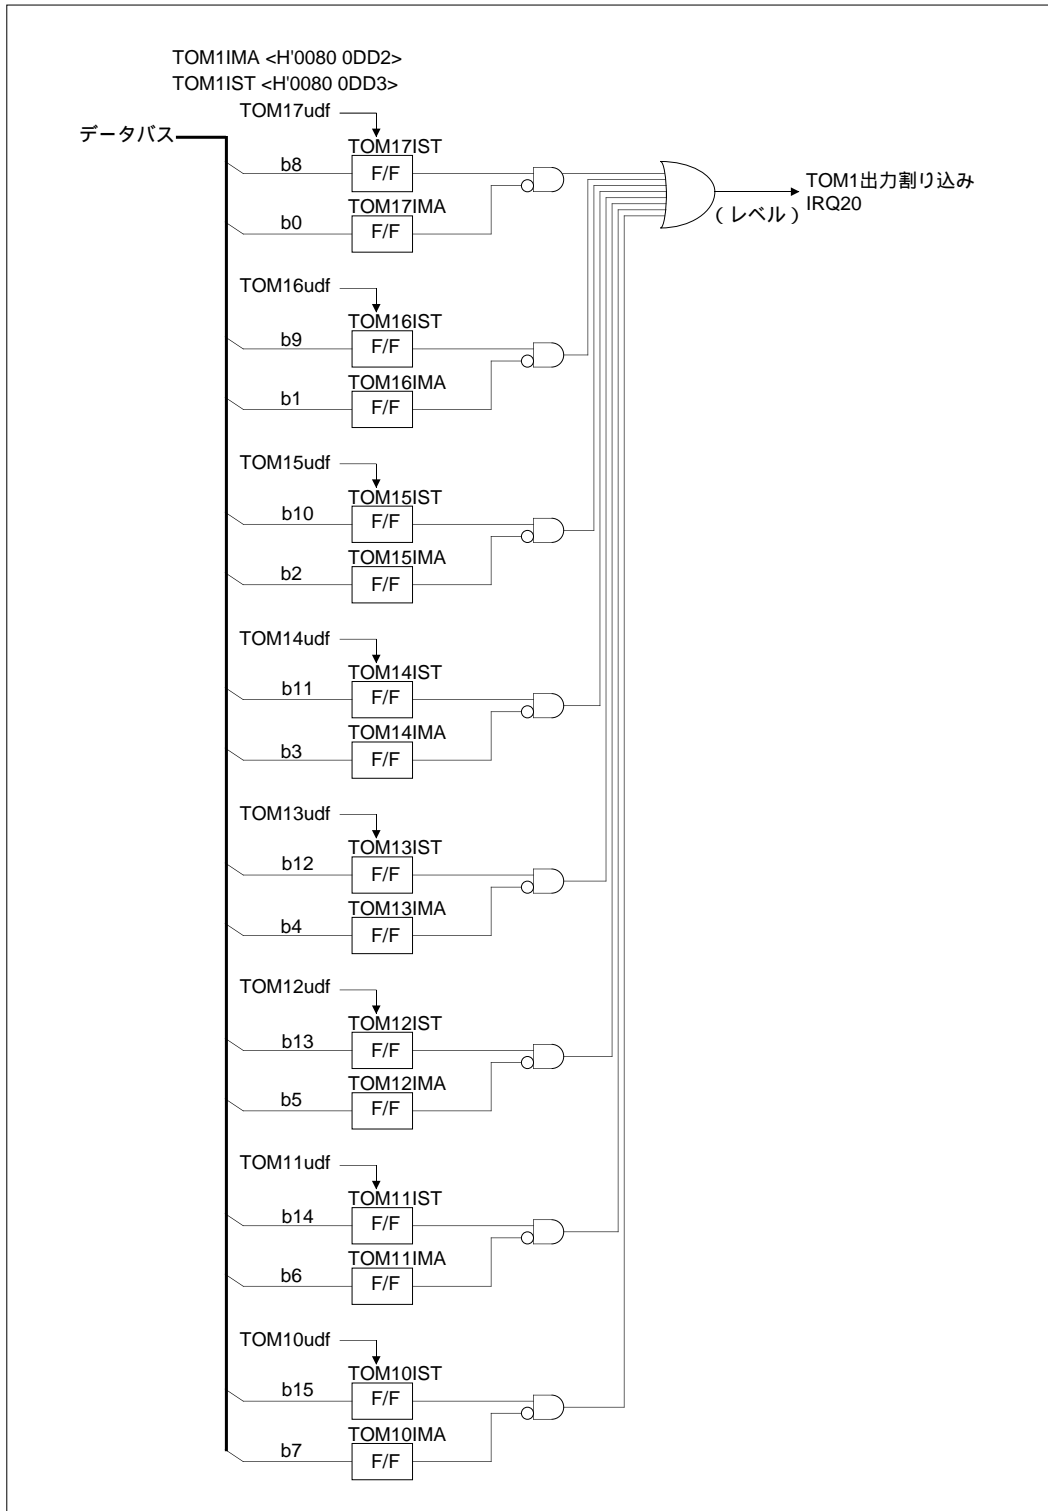 TOM1IMA <H'0080 0DD2>
TOM1IST <H'0080 0DD3>
TOM17udf
データバス
TOM17IST
b8
F/F
TOM1出力割り込み
IRQ20
(レベル)
TOM17IMA
b0
F/F
TOM16udf
TOM16IST
b9
F/F
TOM16IMA
b1
F/F
TOM15udf
TOM15IST
b10
F/F
TOM15IMA
b2
F/F
TOM14udf
TOM14IST
b11
F/F
TOM14IMA
b3
F/F
TOM13udf
TOM13IST
b12
F/F
TOM13IMA
b4
F/F
TOM12udf
TOM12IST
b13
F/F
TOM12IMA
b5
F/F
TOM11udf
TOM11IST
b14
F/F
TOM11IMA
b6
F/F
TOM10udf
TOM10IST
b15
F/F
TOM10IMA
b7
F/F